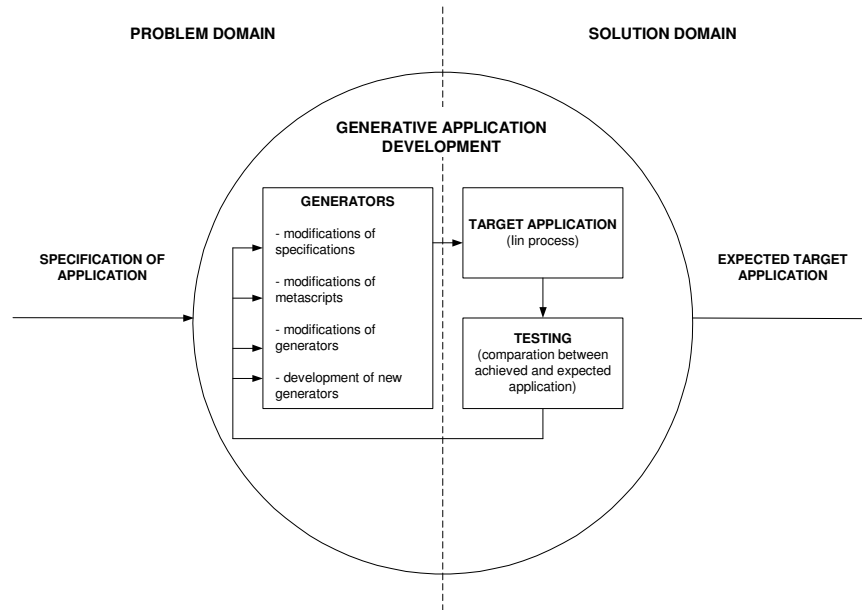 PROBLEM DOMAIN
SOLUTION DOMAIN
GENERATIVE APPLICATION
DEVELOPMENT
GENERATORS
- modifications of
specifications
- modifications of
metascripts
- modifications of
generators
- development of new
generators
TARGET APPLICATION
(Iin process)
TESTING
(comparation between
achieved and expected
application)
SPECIFICATION OF
APPLICATION
EXPECTED TARGET
APPLICATION